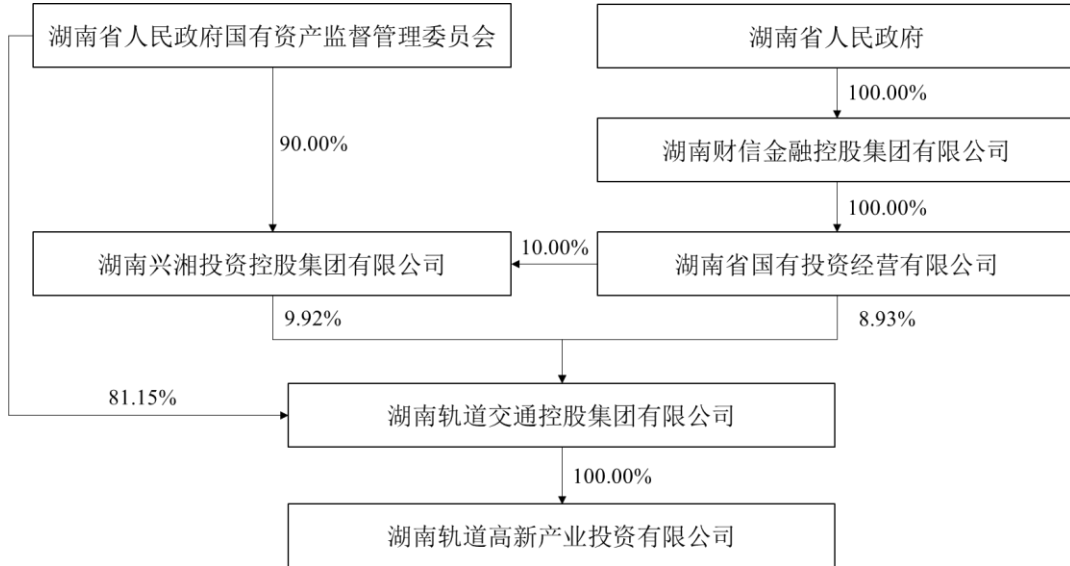 湖南省人民政府国有资产监督管理委员会
湖南省人民政府
100.00%
90.00%
湖南财信金融控股集团有限公司
100.00%
湖南兴湘投资控股集团有限公司
10.00%
湖南省国有投资经营有限公司
9.92%
8.93%
81.15%
湖南轨道交通控股集团有限公司
100.00%
湖南轨道高新产业投资有限公司